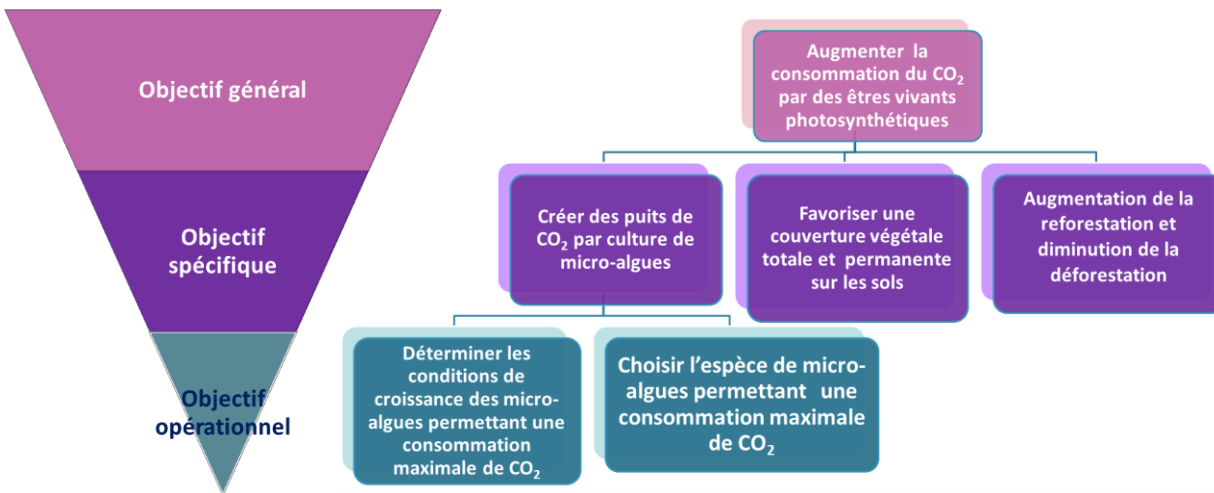 Objectif général
Objectif
spécifique
Objectif
opérationnel
Augmenter la
consommation du CO₂
par des êtres vivants
photosynthétiques
Créer des puits de
CO₂ par culture de
micro-algues
Favoriser une
couverture végétale
totale et permanente
sur les sols
Augmentation de la
reforestation et
diminution de la
déforestation
Déterminer les
conditions de
croissance des micro-
algues permettant une
consommation
maximale de CO₂
Choisir l’espèce de micro-
algues permettant une
consommation maximale
de CO₂